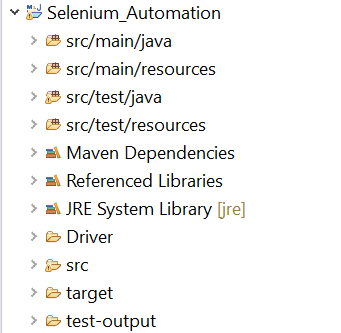 Selenium_Automation
src/main/java
src/main/resources
src/test/java
src/test/resources
Maven Dependencies
Referenced Libraries
JRE System Library [jre]
Driver
src
target
test-output